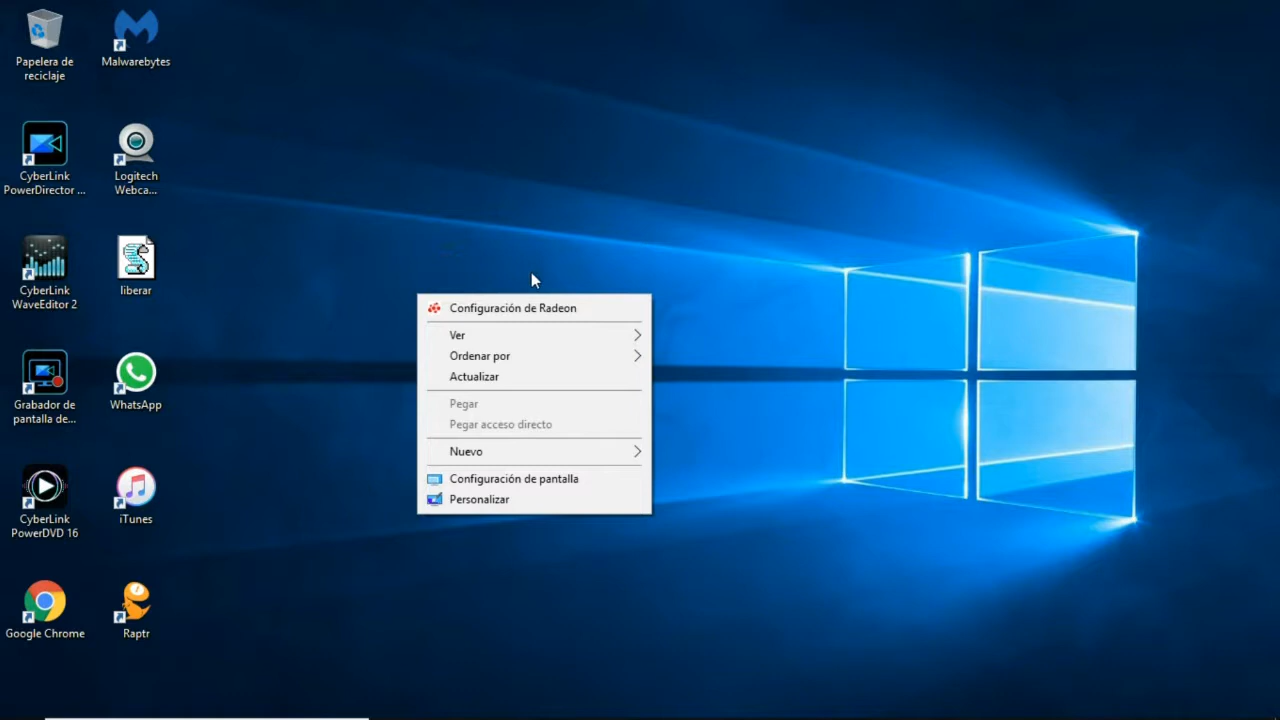 Papelera de
reciclaje
Malwarebytes
CyberLink
PowerDirector ...
Logitech
Webca...
CyberLink
WaveEditor 2
liberar
Grabador de
pantalla de...
WhatsApp
CyberLink
PowerDVD 16
iTunes
Google Chrome
Raptr
Configuración de Radeon
Ver
Ordenar por
Actualizar
Pegar
Pegar acceso directo
Nuevo
Configuración de pantalla
Personalizar